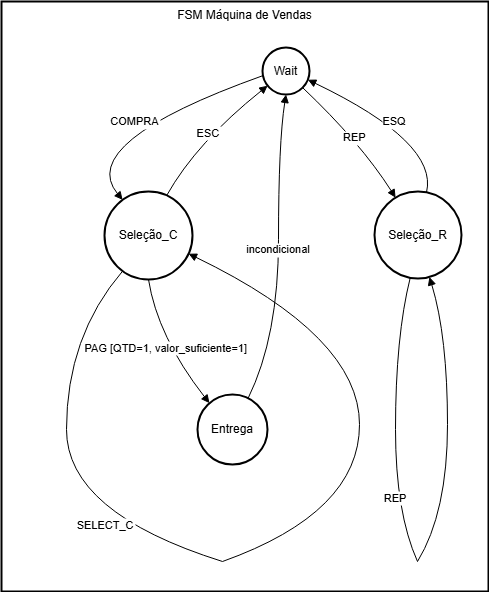 FSM Máquina de Vendas
Wait
COMPRA
ESC
REP
ESQ
Seleção_C
Seleção_R
incondicional
PAG [QTD=1, valor_suficiente=1]
Entrega
REP
SELECT_C